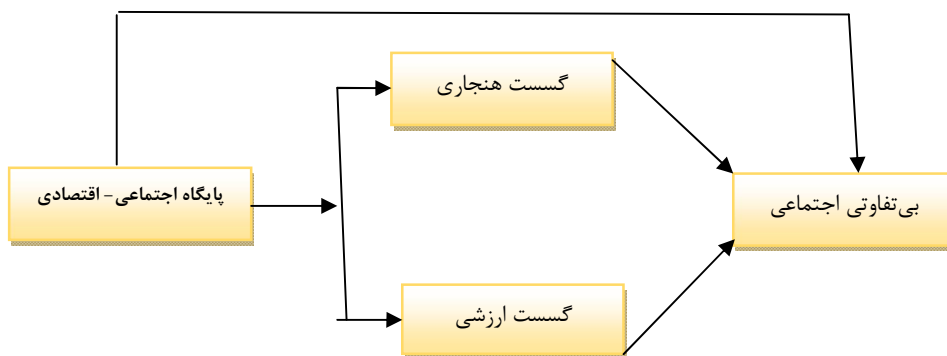 گسست هنجاری
پایگاه اجتماعی- اقتصادی
بی‌تفاوتی اجتماعی
گسست ارزشی